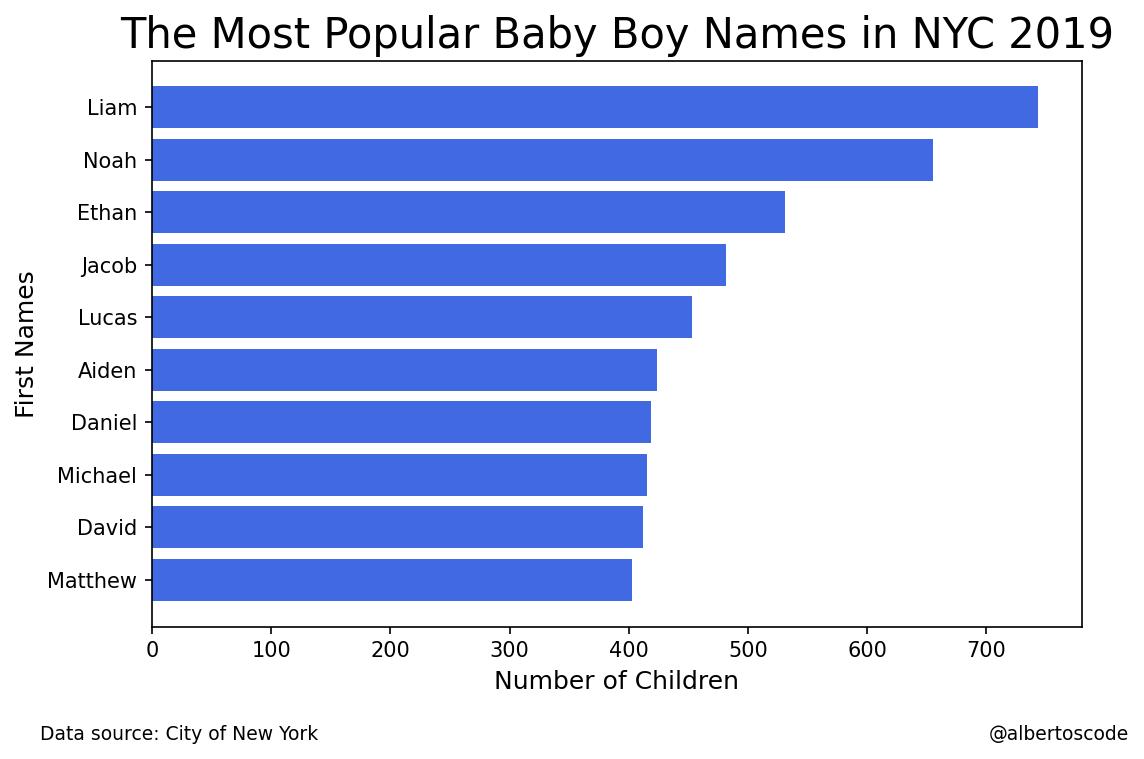 The Most Popular Baby Boy Names in NYC 2019
First Names
Liam
Noah
Ethan
Jacob
Lucas
Aiden
Daniel
Michael
David
Matthew
0 100 200 300 400 500 600 700
Number of Children
Data source: City of New York
@albertoscode